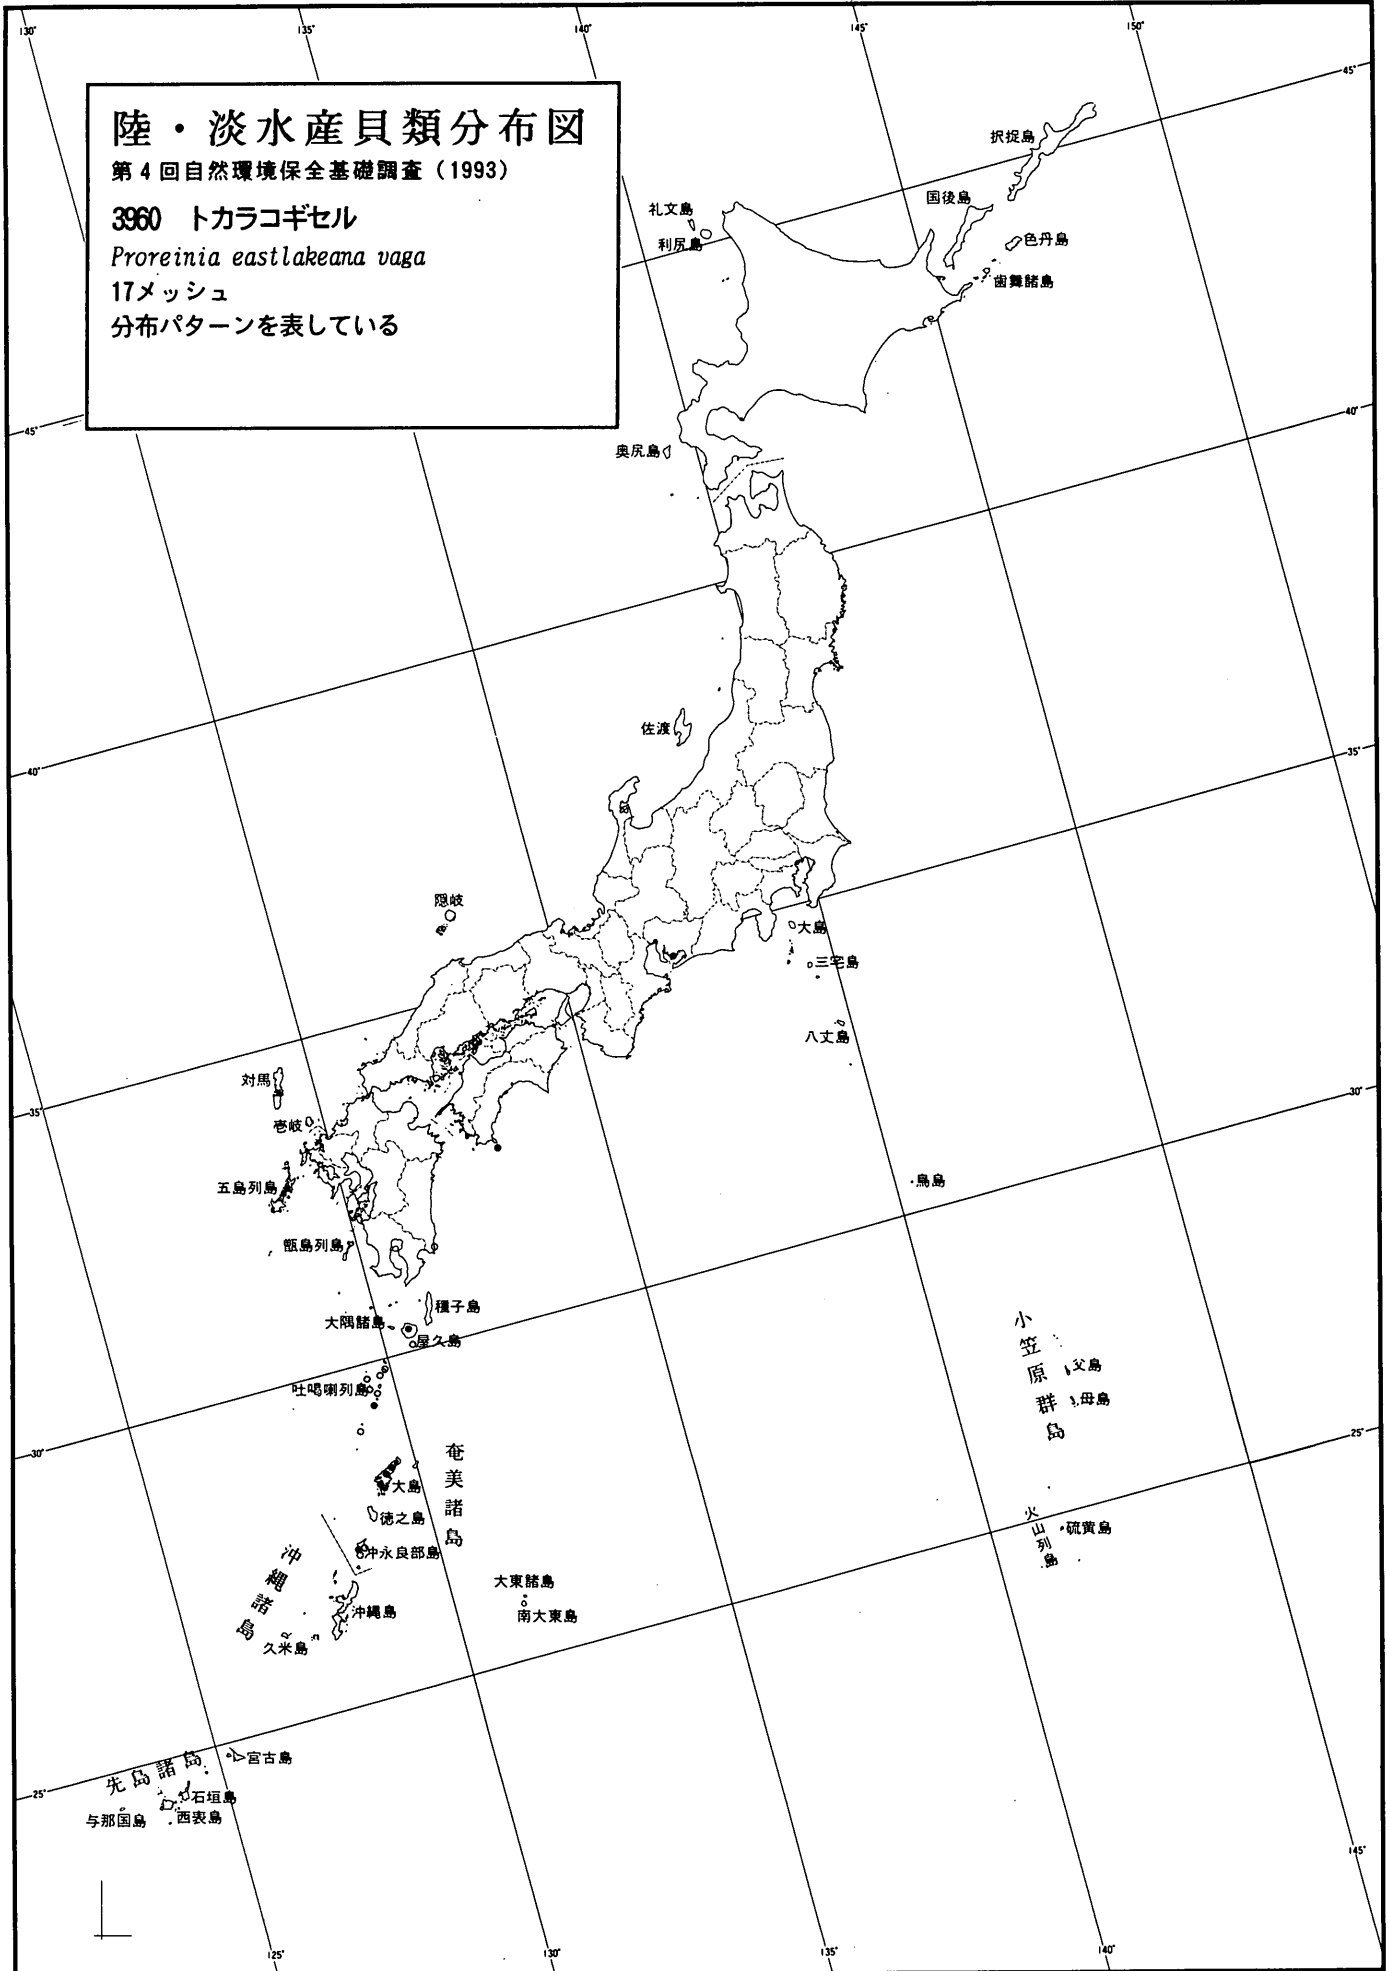 130°
135°
140°
145°
150°
陸・淡水産貝類分布図
第4回自然環境保全基礎調査（1993）
3960 トカラコギセル
Proreinia eastlakeana vaga
17メッシュ
分布パターンを表している
45°
択捉島
国後島
礼文島
利尻島
色丹島
歯舞諸島
45°
40°
奥尻島
佐渡
35°
40°
隠岐
大島
三宅島
八丈島
対馬
35°
壱岐
30°
五島列島
鳥島
甑島列島
種子島
大隅諸島
屋久島
吐喝喇列島
小笠原群島
父島
母島
25°
30°
奄美諸島
大島
徳之島
沖永良部島
火山列島
硫黄島
沖縄諸島
沖縄島
久米島
大東諸島
南大東島
先島諸島
宮古島
25°
石垣島
西表島
与那国島
145°
125°
130°
135°
140°